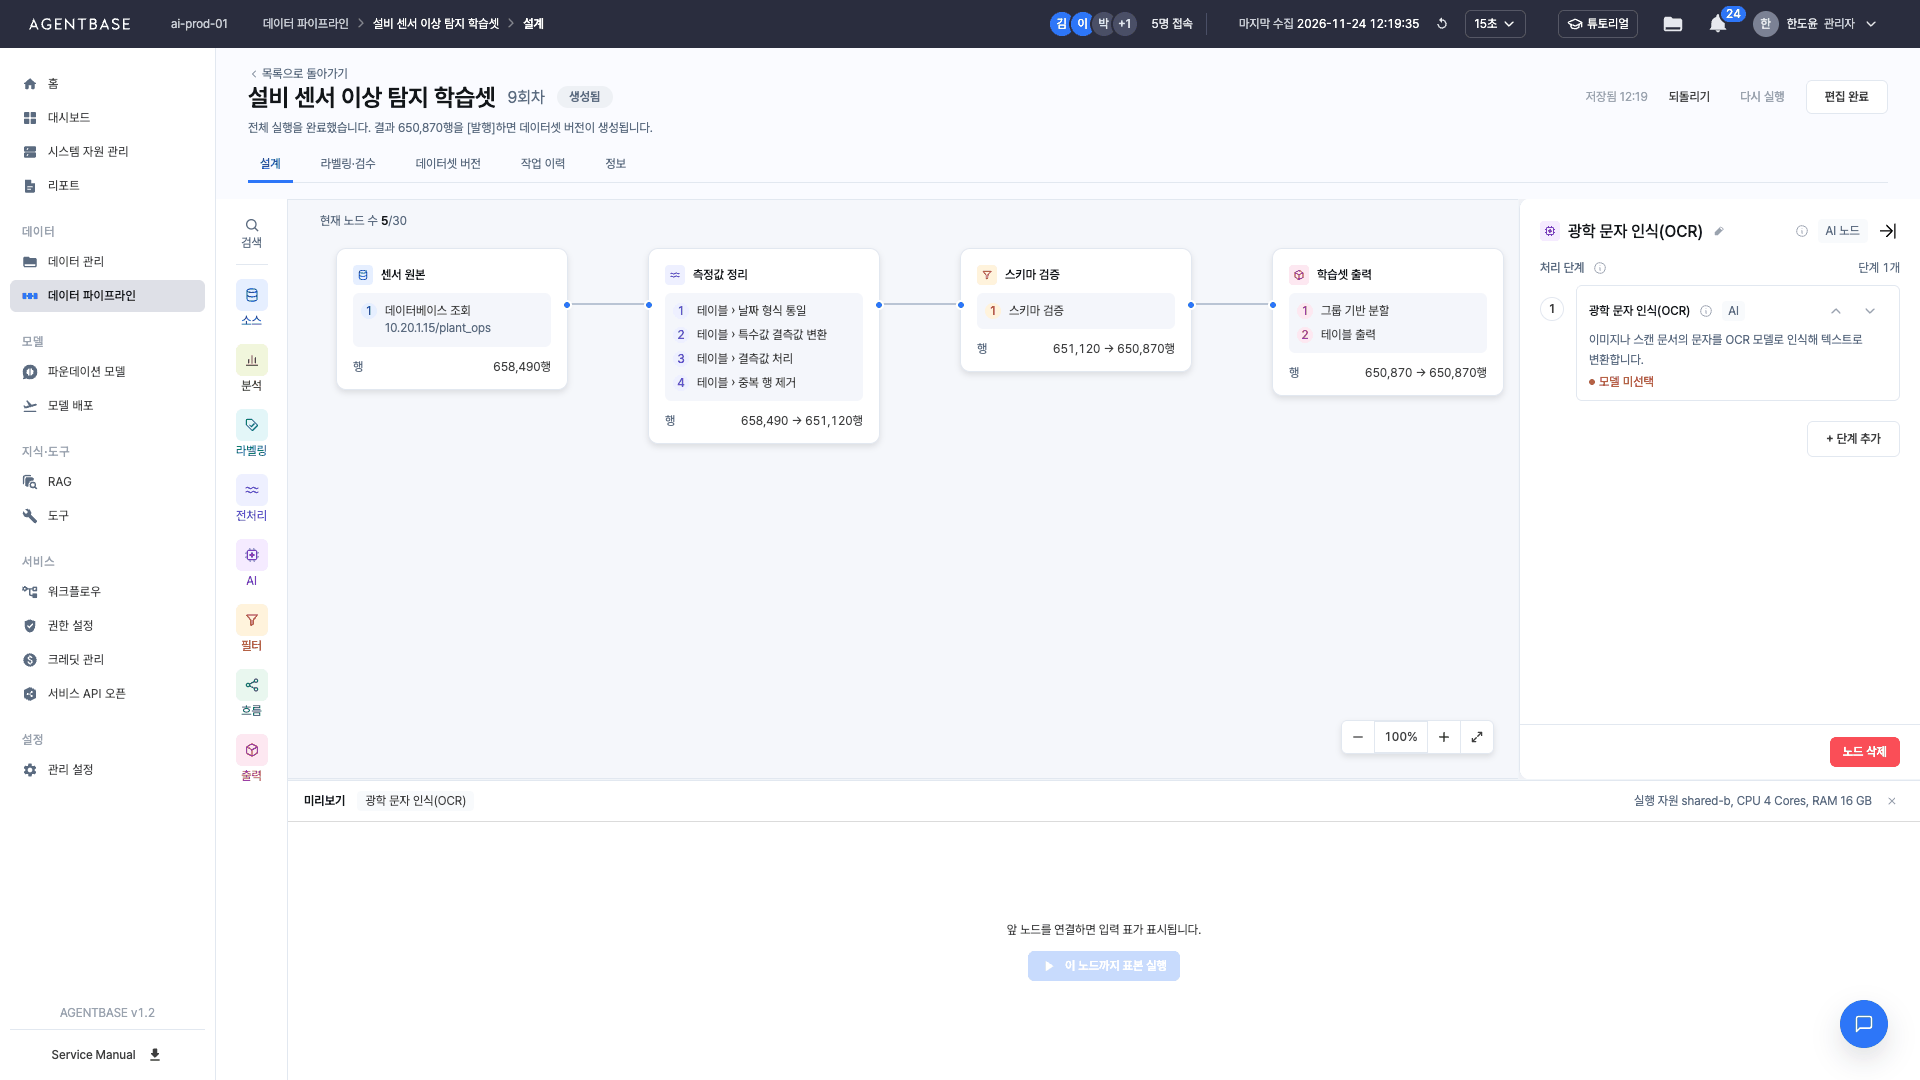 AGENTBASE
ai-prod-01
데이터 파이프라인 > 설비 센서 이상 탐지 학습셋 > 설계
김 이 박 +1 5명 접속
마지막 수집 2026-11-24 12:19:35
15초
튜토리얼
24
한 한도윤 관리자
홈
대시보드
시스템 자원 관리
리포트
데이터
데이터 관리
데이터 파이프라인
모델
파운데이션 모델
모델 배포
지식·도구
RAG
도구
서비스
워크플로우
권한 설정
크레딧 관리
서비스 API 오픈
설정
관리 설정
AGENTBASE v1.2
Service Manual
목록으로 돌아가기
설비 센서 이상 탐지 학습셋 9회차 생성됨
전체 실행을 완료했습니다. 결과 650,870행을 [발행]하면 데이터셋 버전이 생성됩니다.
저장됨 12:19 되돌리기 다시 실행 편집 완료
설계 라벨링·검수 데이터셋 버전 작업 이력 정보
검색
소스
분석
라벨링
전처리
AI
필터
흐름
출력
현재 노드 수 5/30
센서 원본
1 데이터베이스 조회
10.20.1.15/plant_ops
행 658,490행
측정값 정리
1 테이블 › 날짜 형식 통일
2 테이블 › 특수값 결측값 변환
3 테이블 › 결측값 처리
4 테이블 › 중복 행 제거
행 658,490 → 651,120행
스키마 검증
1 스키마 검증
행 651,120 → 650,870행
학습셋 출력
1 그룹 기반 분할
2 테이블 출력
행 650,870 → 650,870행
100%
광학 문자 인식(OCR) AI 노드
처리 단계 단계 1개
1 광학 문자 인식(OCR) AI
이미지나 스캔 문서의 문자를 OCR 모델로 인식해 텍스트로
변환합니다.
모델 미선택
+ 단계 추가
노드 삭제
미리보기 광학 문자 인식(OCR)
실행 자원 shared-b, CPU 4 Cores, RAM 16 GB
앞 노드를 연결하면 입력 표가 표시됩니다.
이 노드까지 표본 실행